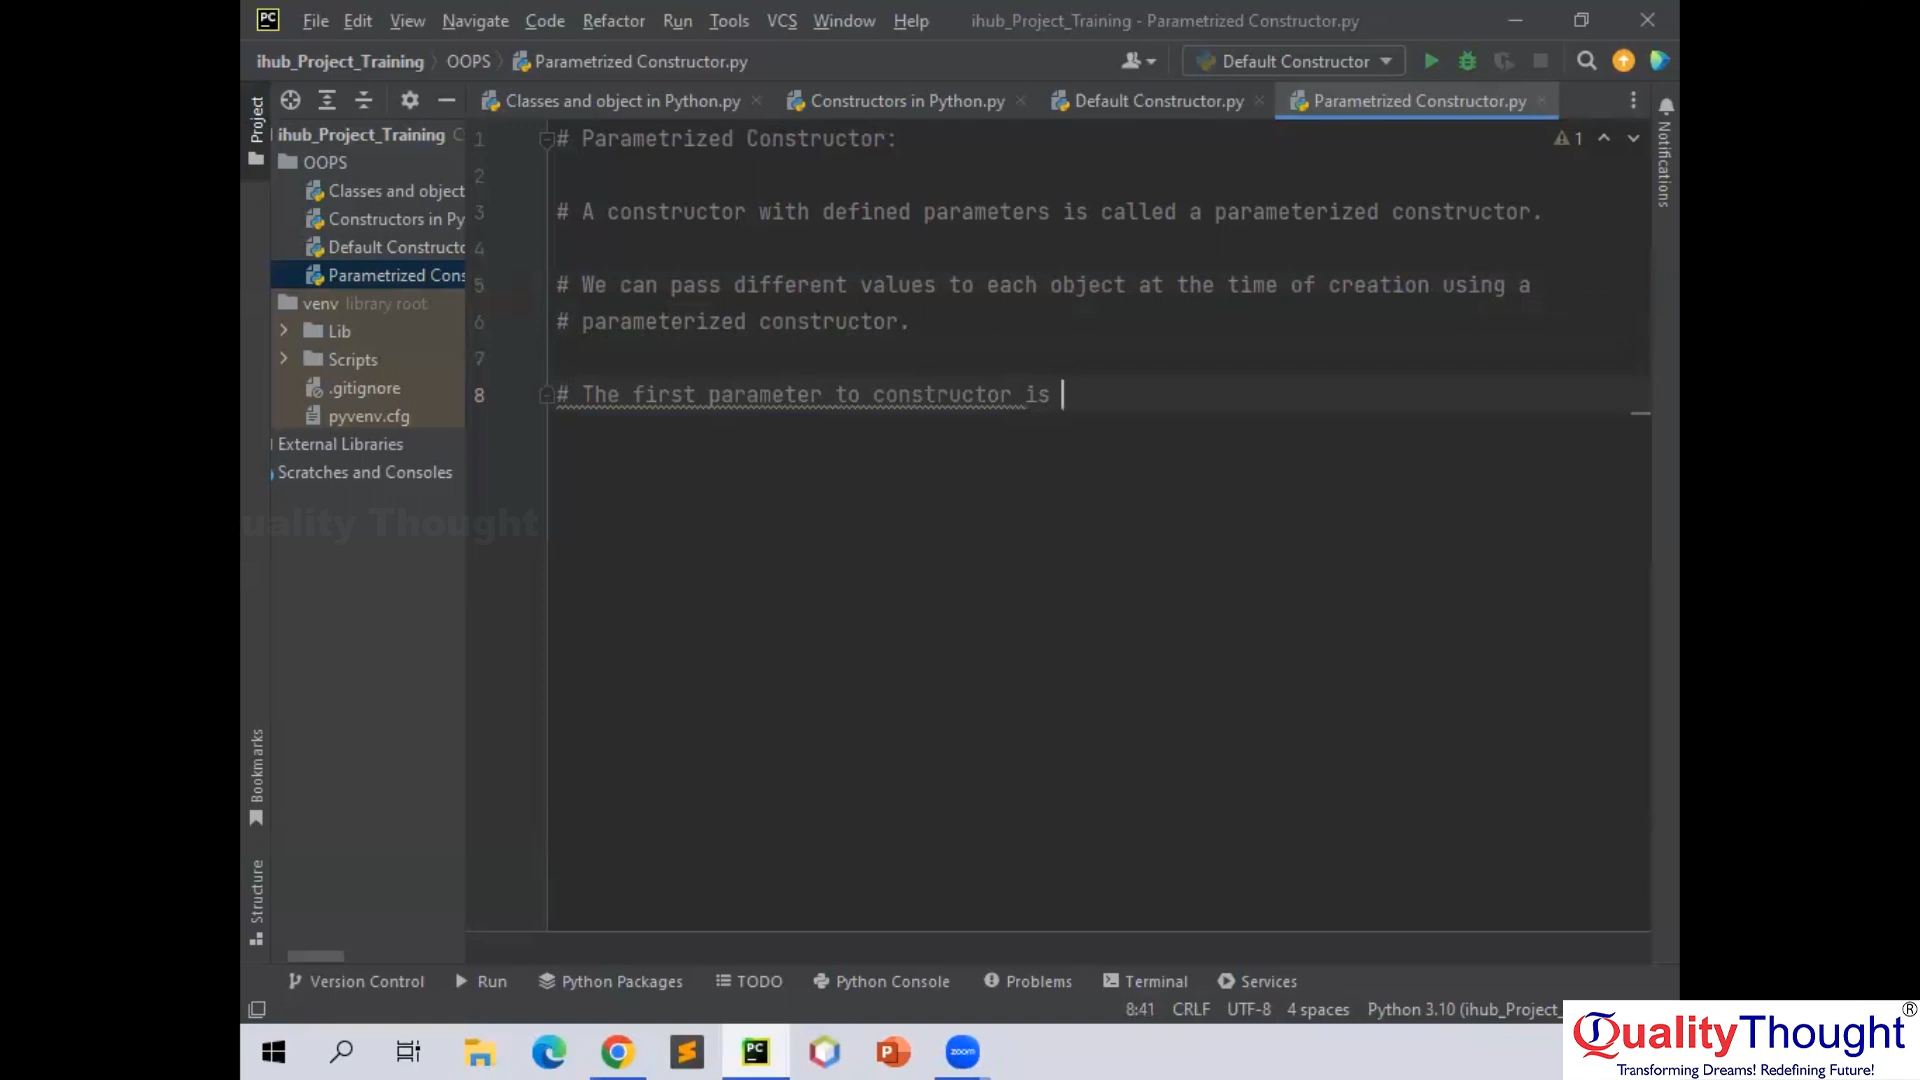 PC File Edit View Navigate Code Refactor Run Tools VCS Window Help ihub_Project_Training - Parametrized Constructor.py
ihub_Project_Training OOPS Parametrized Constructor.py Default Constructor
Project
Classes and object in Python.py Constructors in Python.py Default Constructor.py Parametrized Constructor.py
Notifications
ihub_Project_Training C
OOPS
Classes and object
Constructors in Py
Default Constructo
Parametrized Cons
venv library root
Lib
Scripts
.gitignore
pyvenv.cfg
External Libraries
Scratches and Consoles
1 # Parametrized Constructor: 1
2
3 # A constructor with defined parameters is called a parameterized constructor.
4
5 # We can pass different values to each object at the time of creation using a
6 # parameterized constructor.
7
8 # The first parameter to constructor is
uality Thought
Bookmarks
Structure
Version Control Run Python Packages TODO Python Console Problems Terminal Services
8:41 CRLF UTF-8 4 spaces Python 3.10 (ihub_Project_
PC P zoom
QualityThought®
Transforming Dreams! Redefining Future!